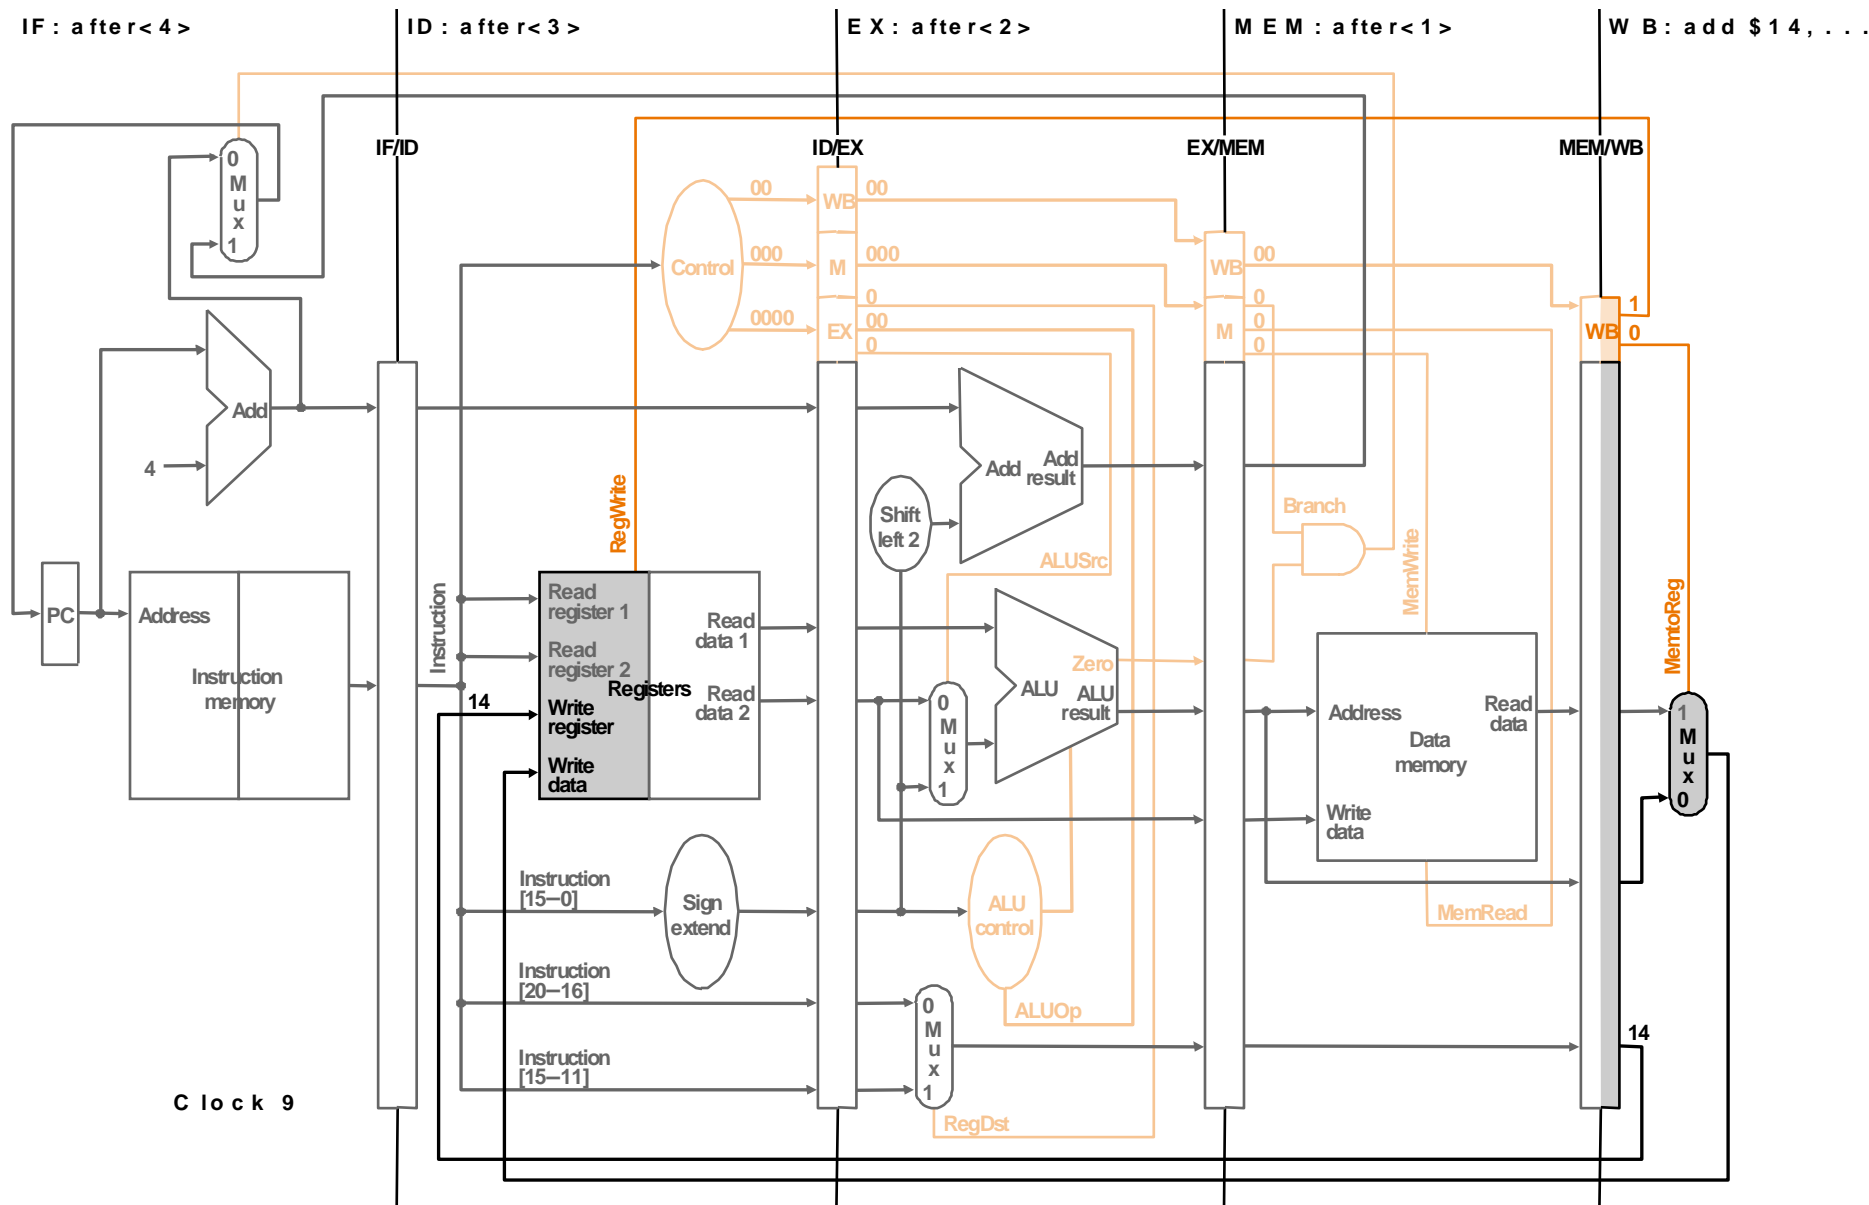 IF: after<4>
ID: after<3>
EX: after<2>
MEM: after<1>
WB: add $14, . . .
IF/ID
ID/EX
EX/MEM
MEM/WB
0
M
u
x
1
Add
4
PC
Address
Instruction
memory
Instruction
RegWrite
Control
00
000
0000
WB
M
EX
00
000
0
00
0
WB
M
00
0
0
0
WB
1
0
Read
register 1
Read
register 2
Registers
Write
register
Write
data
Read
data 1
Read
data 2
14
Instruction
[15–0]
Sign
extend
Instruction
[20–16]
Instruction
[15–11]
Shift
left 2
Add
Add
result
ALUSrc
0
M
u
x
1
ALU
Zero
ALU
result
ALU
control
ALUOp
0
M
u
x
1
RegDst
Branch
MemWrite
Address
Read
data
Data
memory
Write
data
MemRead
MemtoReg
1
M
u
x
0
14
Clock 9